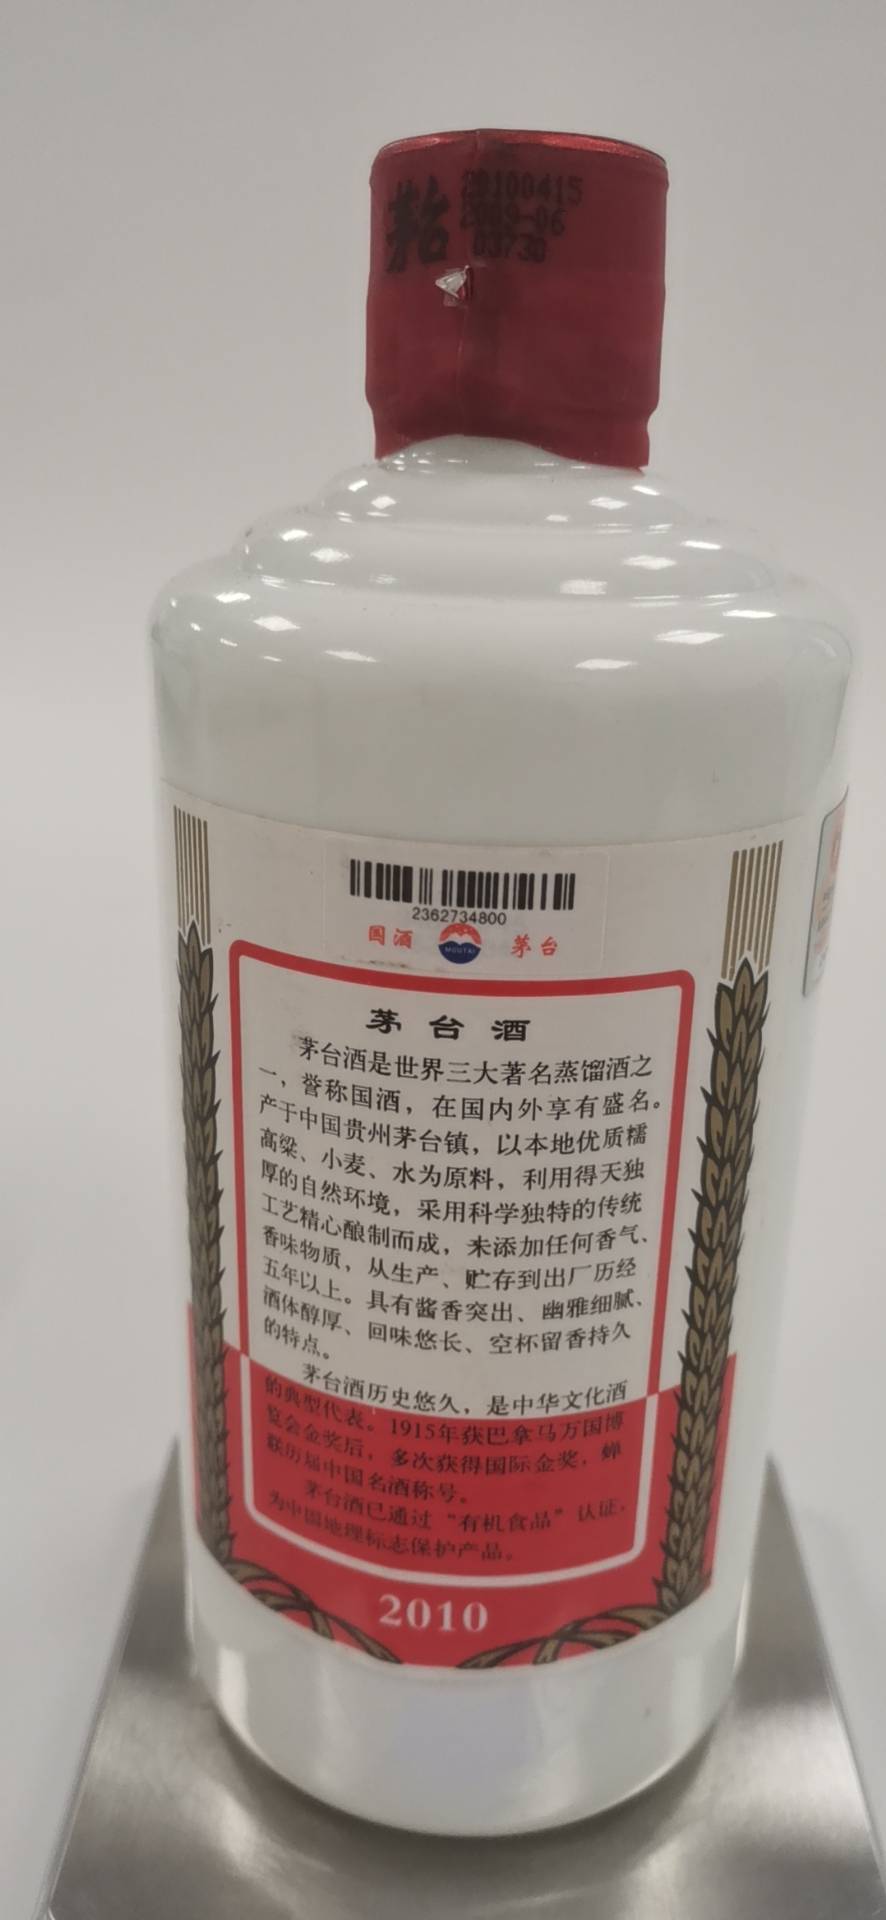 茅台
20100415
2009-06
03730
2362734800
国酒
MOUTAI
茅台
茅台酒
茅台酒是世界三大著名蒸馏酒之
一，誉称国酒，在国内外享有盛名。
产于中国贵州茅台镇，以本地优质糯
高粱、小麦、水为原料，利用得天独
厚的自然环境，采用科学独特的传统
工艺精心酿制而成，未添加任何香气、
香味物质，从生产、贮存到出厂历经
五年以上。具有酱香突出、幽雅细腻、
酒体醇厚、回味悠长、空杯留香持久
的特点。
茅台酒历史悠久，是中华文化酒
的典型代表。1915年获巴拿马万国博
览会金奖后，多次获得国际金奖，蝉
联历届中国名酒称号。
茅台酒已通过“有机食品”认证，
为中国地理标志保护产品。
2010